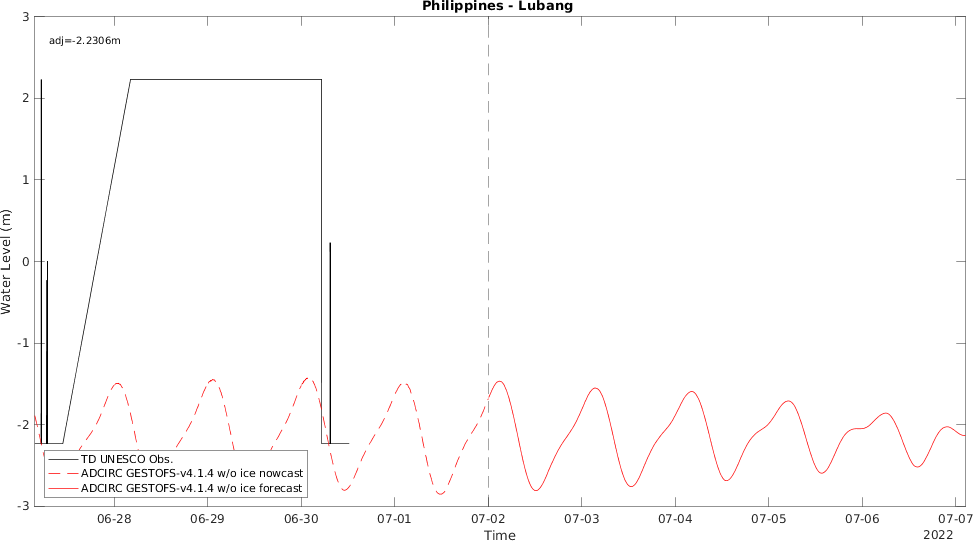 Philippines - Lubang
adj=-2.2306m
3
2
1
0
-1
-2
-3
Water Level (m)
TD UNESCO Obs.
ADCIRC GESTOFS-v4.1.4 w/o ice nowcast
ADCIRC GESTOFS-v4.1.4 w/o ice forecast
06-28 06-29 06-30 07-01 07-02 07-03 07-04 07-05 07-06 07-07
Time
2022